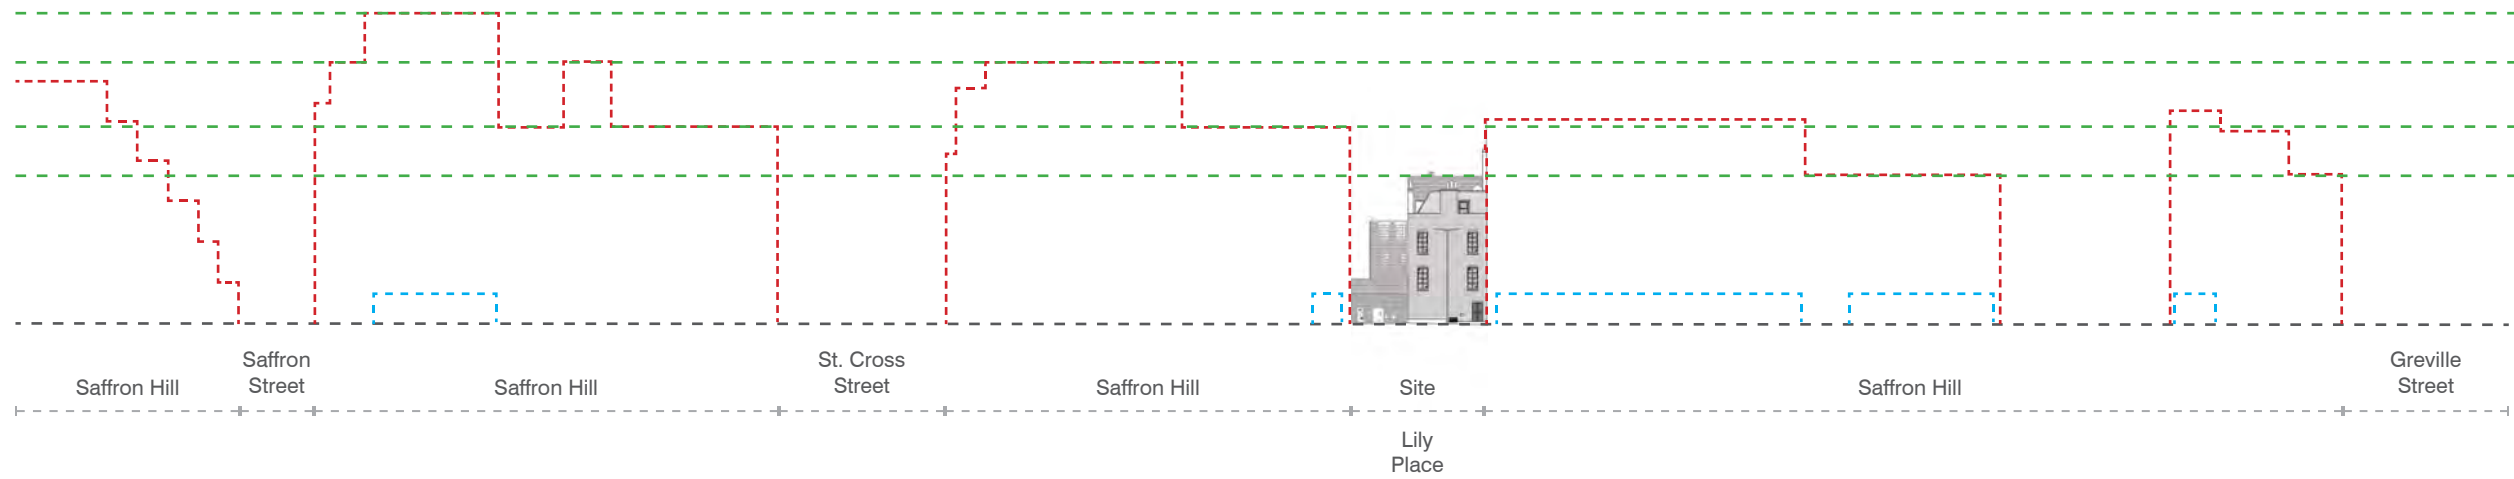 Saffron Hill
Saffron
Street
Saffron Hill
St. Cross
Street
Saffron Hill
Site
Lily
Place
Saffron Hill
Greville
Street